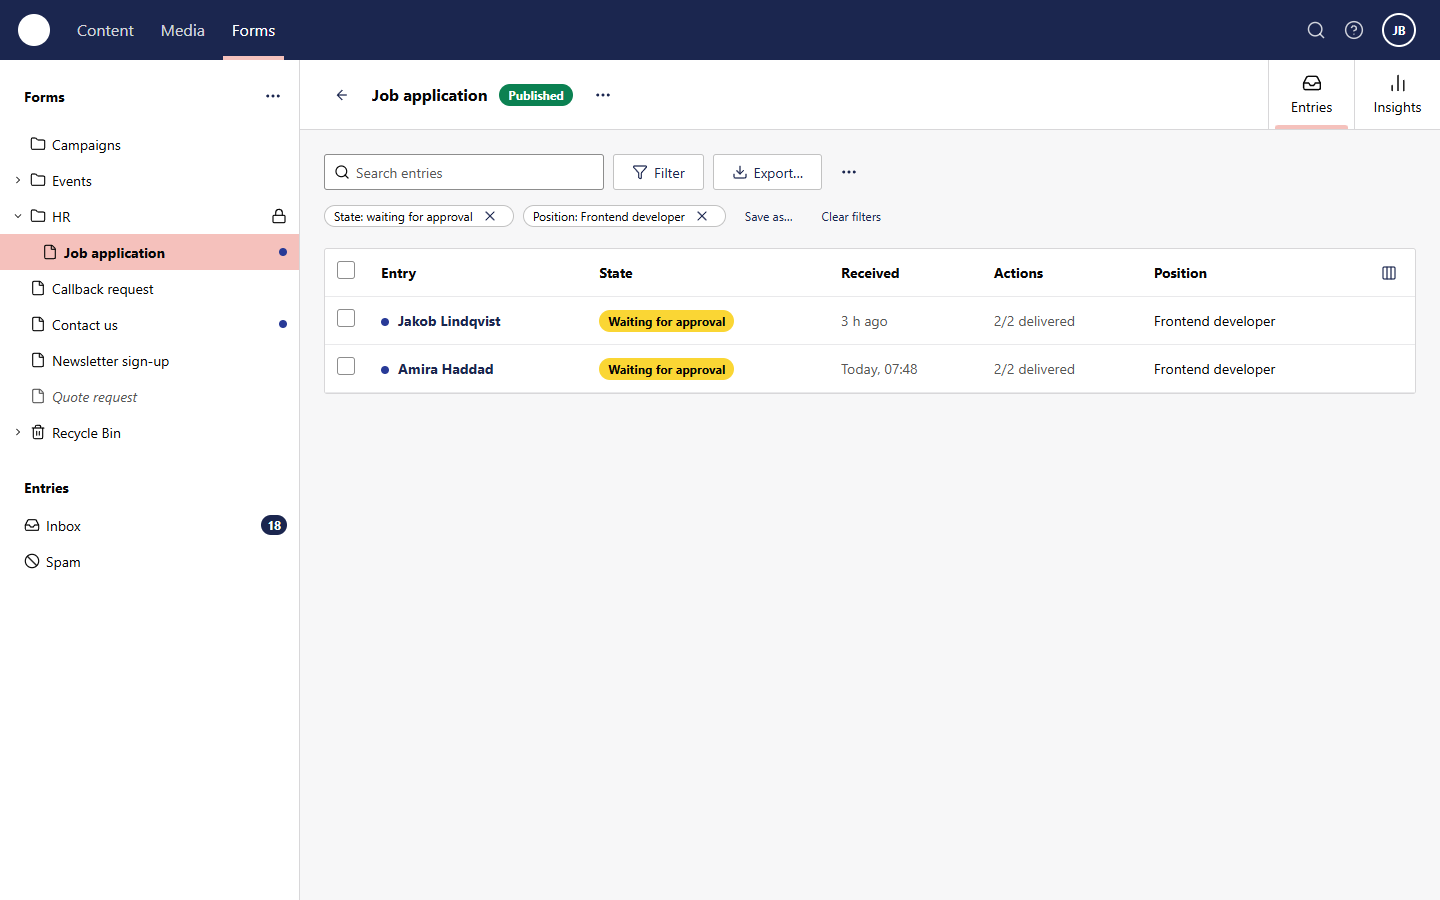 Content Media Forms
JB
Forms
Campaigns
Events
HR
Job application
Callback request
Contact us
Newsletter sign-up
Quote request
Recycle Bin
Entries
Inbox 18
Spam
Job application Published
Entries Insights
Search entries Filter Export...
State: waiting for approval Position: Frontend developer Save as... Clear filters
Entry State Received Actions Position
Jakob Lindqvist Waiting for approval 3 h ago 2/2 delivered Frontend developer
Amira Haddad Waiting for approval Today, 07:48 2/2 delivered Frontend developer